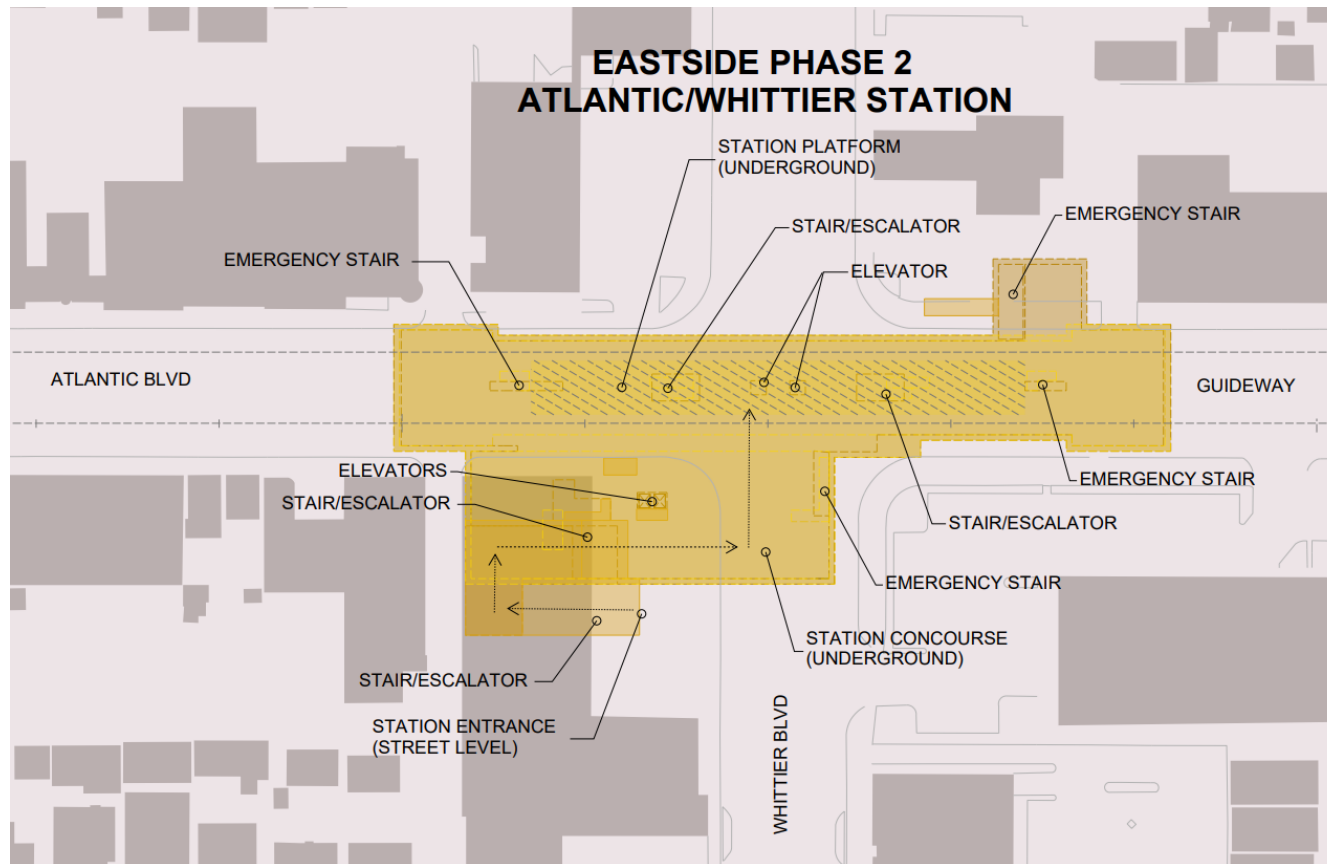 EASTSIDE PHASE 2
ATLANTIC/WHITTIER STATION
STATION PLATFORM
(UNDERGROUND)
EMERGENCY STAIR
STAIR/ESCALATOR
EMERGENCY STAIR
ELEVATOR
ATLANTIC BLVD
GUIDEWAY
ELEVATORS
STAIR/ESCALATOR
EMERGENCY STAIR
STAIR/ESCALATOR
EMERGENCY STAIR
STATION CONCOURSE
(UNDERGROUND)
STAIR/ESCALATOR
STATION ENTRANCE
(STREET LEVEL)
WHITTIER BLVD